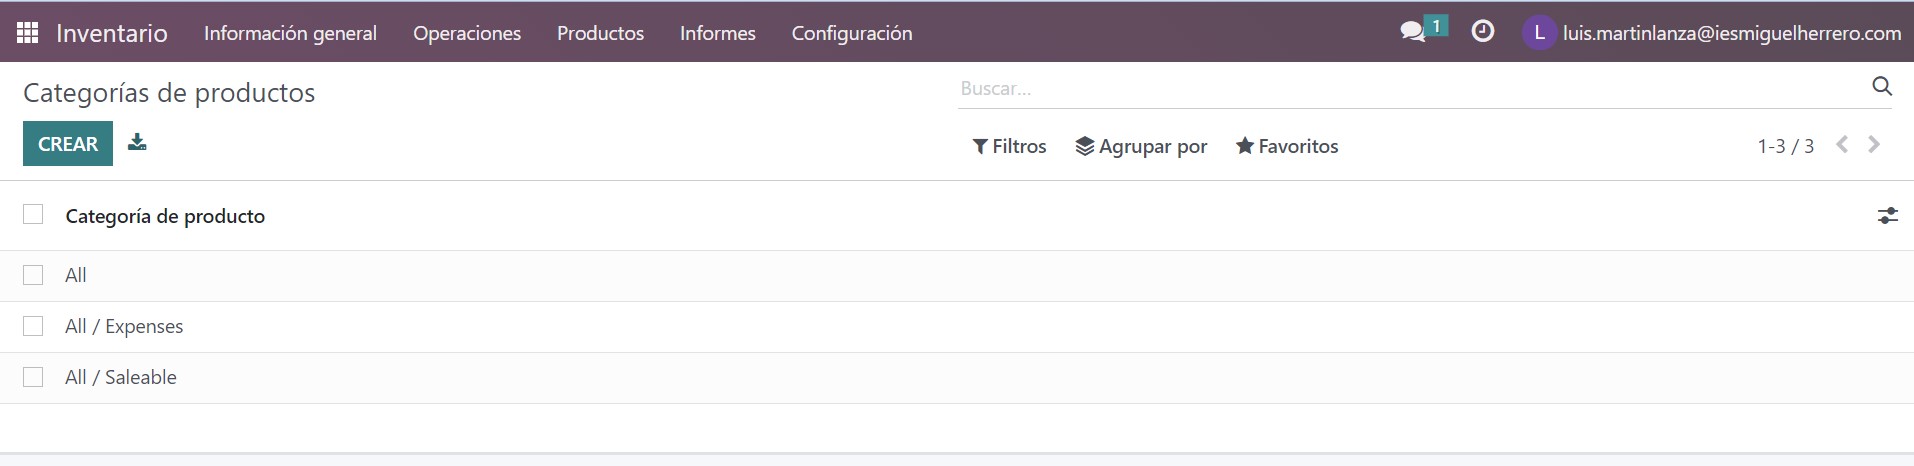 Inventario Información general Operaciones Productos Informes Configuración 1 L luis.martinlanza@iesmiguelherrero.com
Categorías de productos Buscar...
CREAR Filtros Agrupar por Favoritos 1-3 / 3
Categoría de producto
All
All / Expenses
All / Saleable